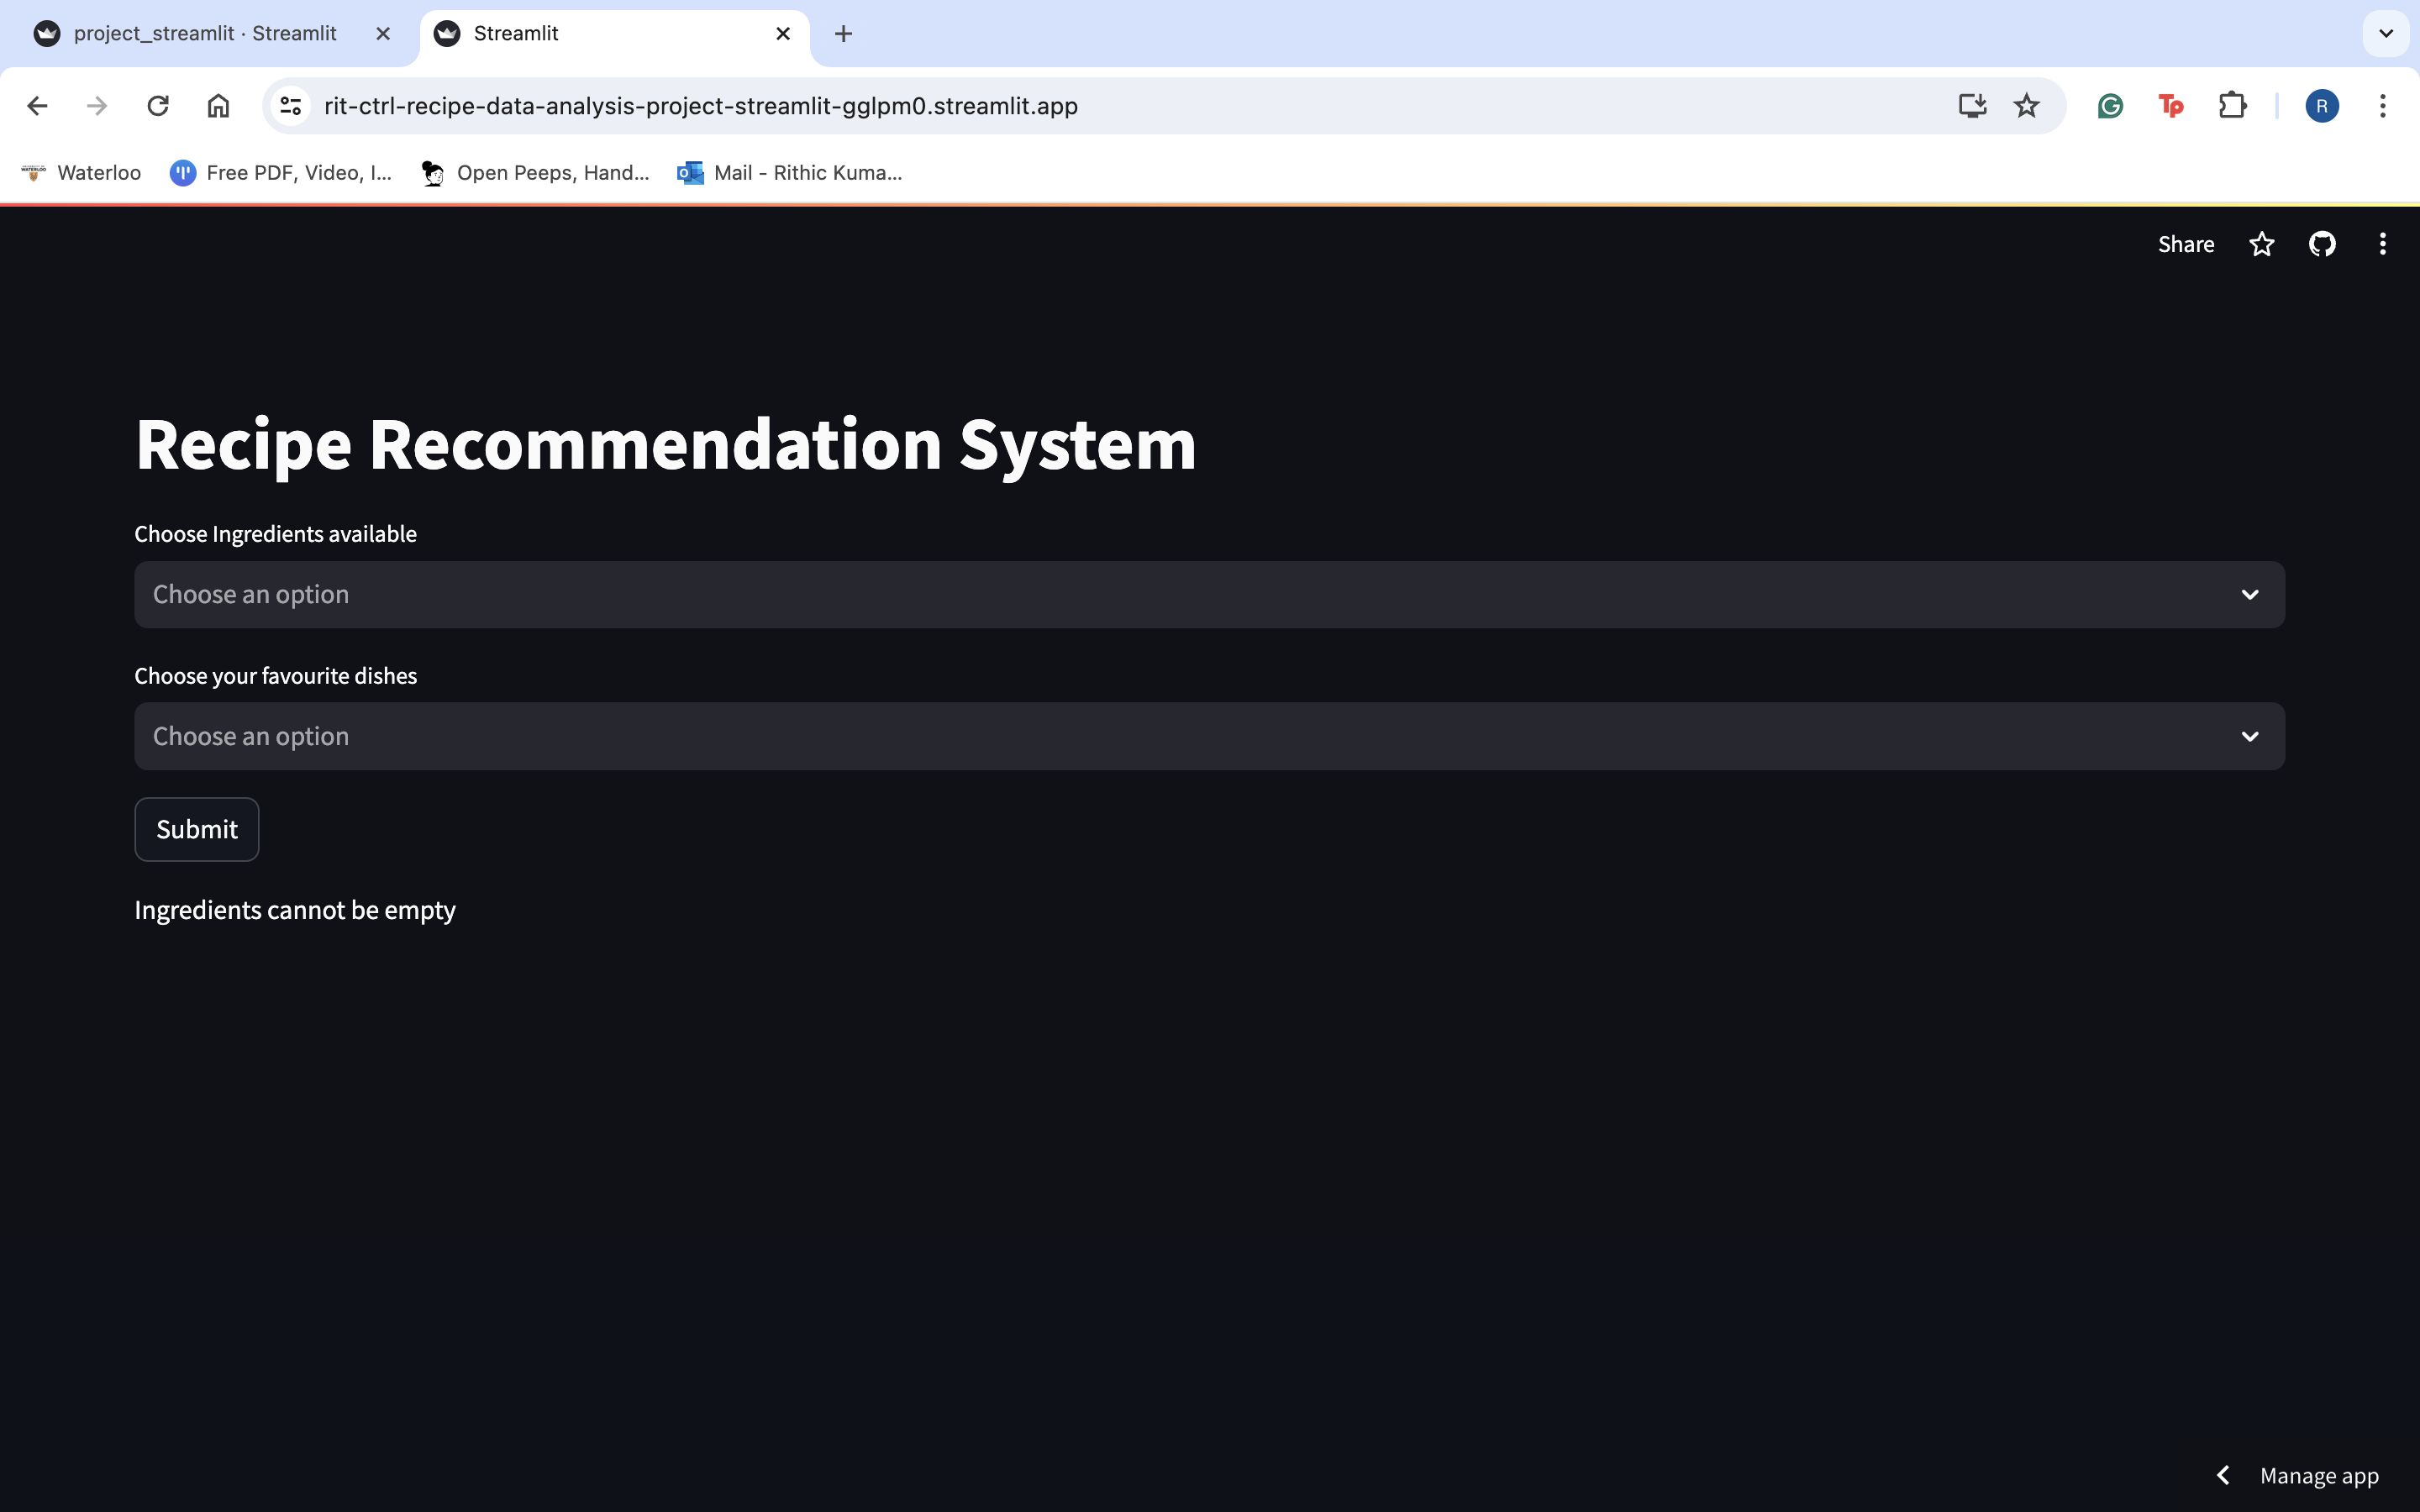 project_streamlit · Streamlit
Streamlit
rit-ctrl-recipe-data-analysis-project-streamlit-gglpm0.streamlit.app
Tp
R
Waterloo
Free PDF, Video, I...
Open Peeps, Hand...
Mail - Rithic Kuma...
Share
Recipe Recommendation System
Choose Ingredients available
Choose an option
Choose your favourite dishes
Choose an option
Submit
Ingredients cannot be empty
Manage app